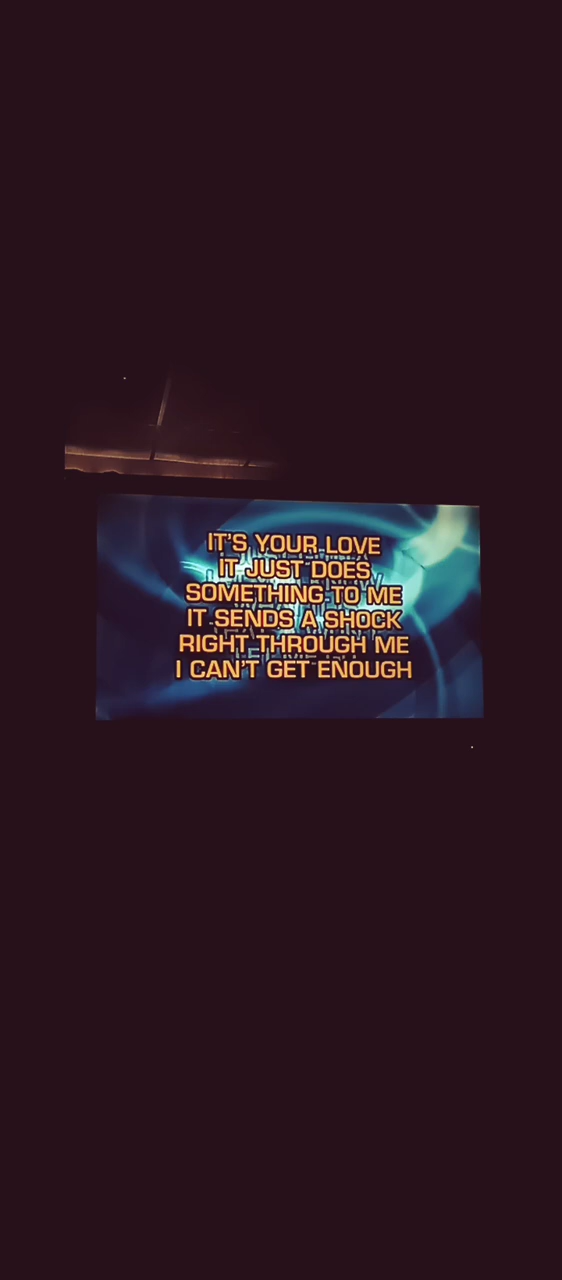 IT'S YOUR LOVE
IT JUST DOES
SOMETHING TO ME
IT SENDS A SHOCK
RIGHT THROUGH ME
I CAN'T GET ENOUGH